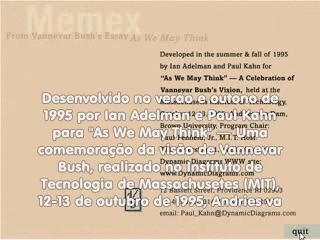 Memex
From Vannevar Bush's Essay As We May Think
Developed in the summer & fall of 1995
by Ian Adelman and Paul Kahn for
"As We May Think" — A Celebration of
Vannevar Bush's Vision, held at the
Brown University. Program Chair:
Dynamic Diagrams WWW site:
www.DynamicDiagrams.com
12 Bassett Street, Providence RI 02903
email: Paul_Kahn@DynamicDiagrams.com
Desenvolvido no verão e outono de
1995 por Ian Adelman e Paul Kahn
para "As We May Think" — Uma
comemoração da visão de Vannevar
Bush, realizado no Instituto de
Tecnologia de Massachusetes (MIT),
12-13 de outubro de 1995, Andries va
quit